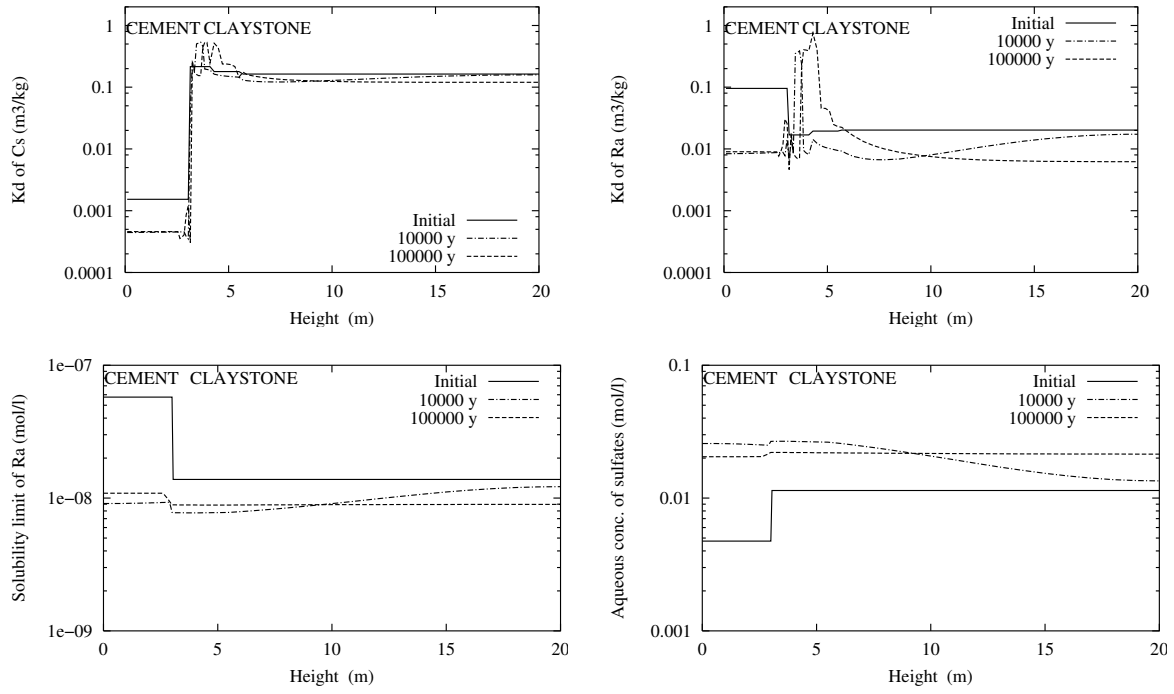 CEMENT CLAYSTONE
Kd of Cs (m3/kg)
1
0.1
0.01
0.001
0.0001
Initial
10000 y
100000 y
0 5 10 15 20
Height (m)
CEMENT CLAYSTONE
Kd of Ra (m3/kg)
1
0.1
0.01
0.001
0.0001
Initial
10000 y
100000 y
0 5 10 15 20
Height (m)
CEMENT CLAYSTONE
Solubility limit of Ra (mol/l)
1e−07
1e−08
1e−09
Initial
10000 y
100000 y
0 5 10 15 20
Height (m)
CEMENT CLAYSTONE
Aqueous conc. of sulfates (mol/l)
0.1
0.01
0.001
Initial
10000 y
100000 y
0 5 10 15 20
Height (m)